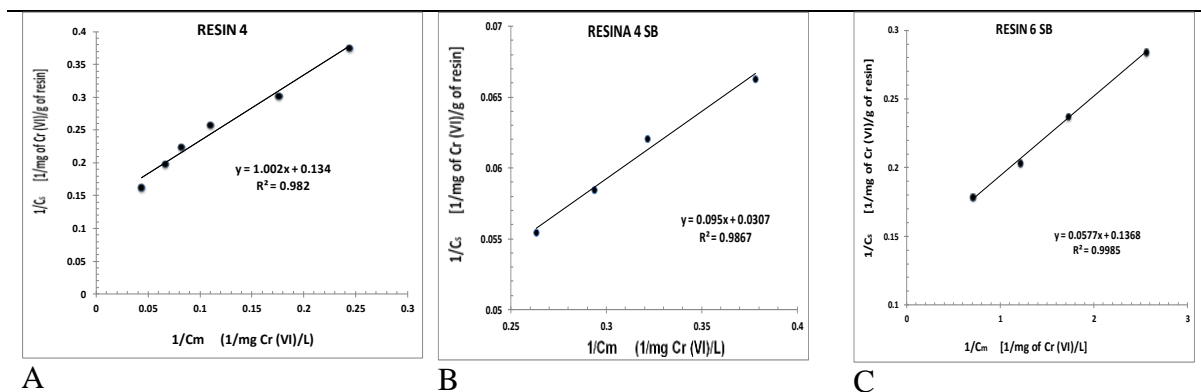 RESIN 4
0.4
0.35
0.3
0.25
0.2
0.15
0.1
0.05
0
0 0.05 0.1 0.15 0.2 0.25 0.3
1/Cₛ [1/mg of Cr (VI)/g of resin]
y = 1.002x + 0.134
R² = 0.982
1/Cm (1/mg Cr (VI)/L)
A
RESINA 4 SB
0.07
0.065
0.06
0.055
0.05
0.25 0.3 0.35 0.4
1/Cₛ [1/mg of Cr (VI)/g of resin]
y = 0.095x + 0.0307
R² = 0.9867
1/Cm (1/mg Cr (VI)/L)
B
RESIN 6 SB
0.3
0.25
0.2
0.15
0.1
0 1 2 3
1/Cₛ [1/mg of Cr (VI)/g of resin]
y = 0.0577x + 0.1368
R² = 0.9985
1/Cₘ [1/mg of Cr (VI)/L]
C